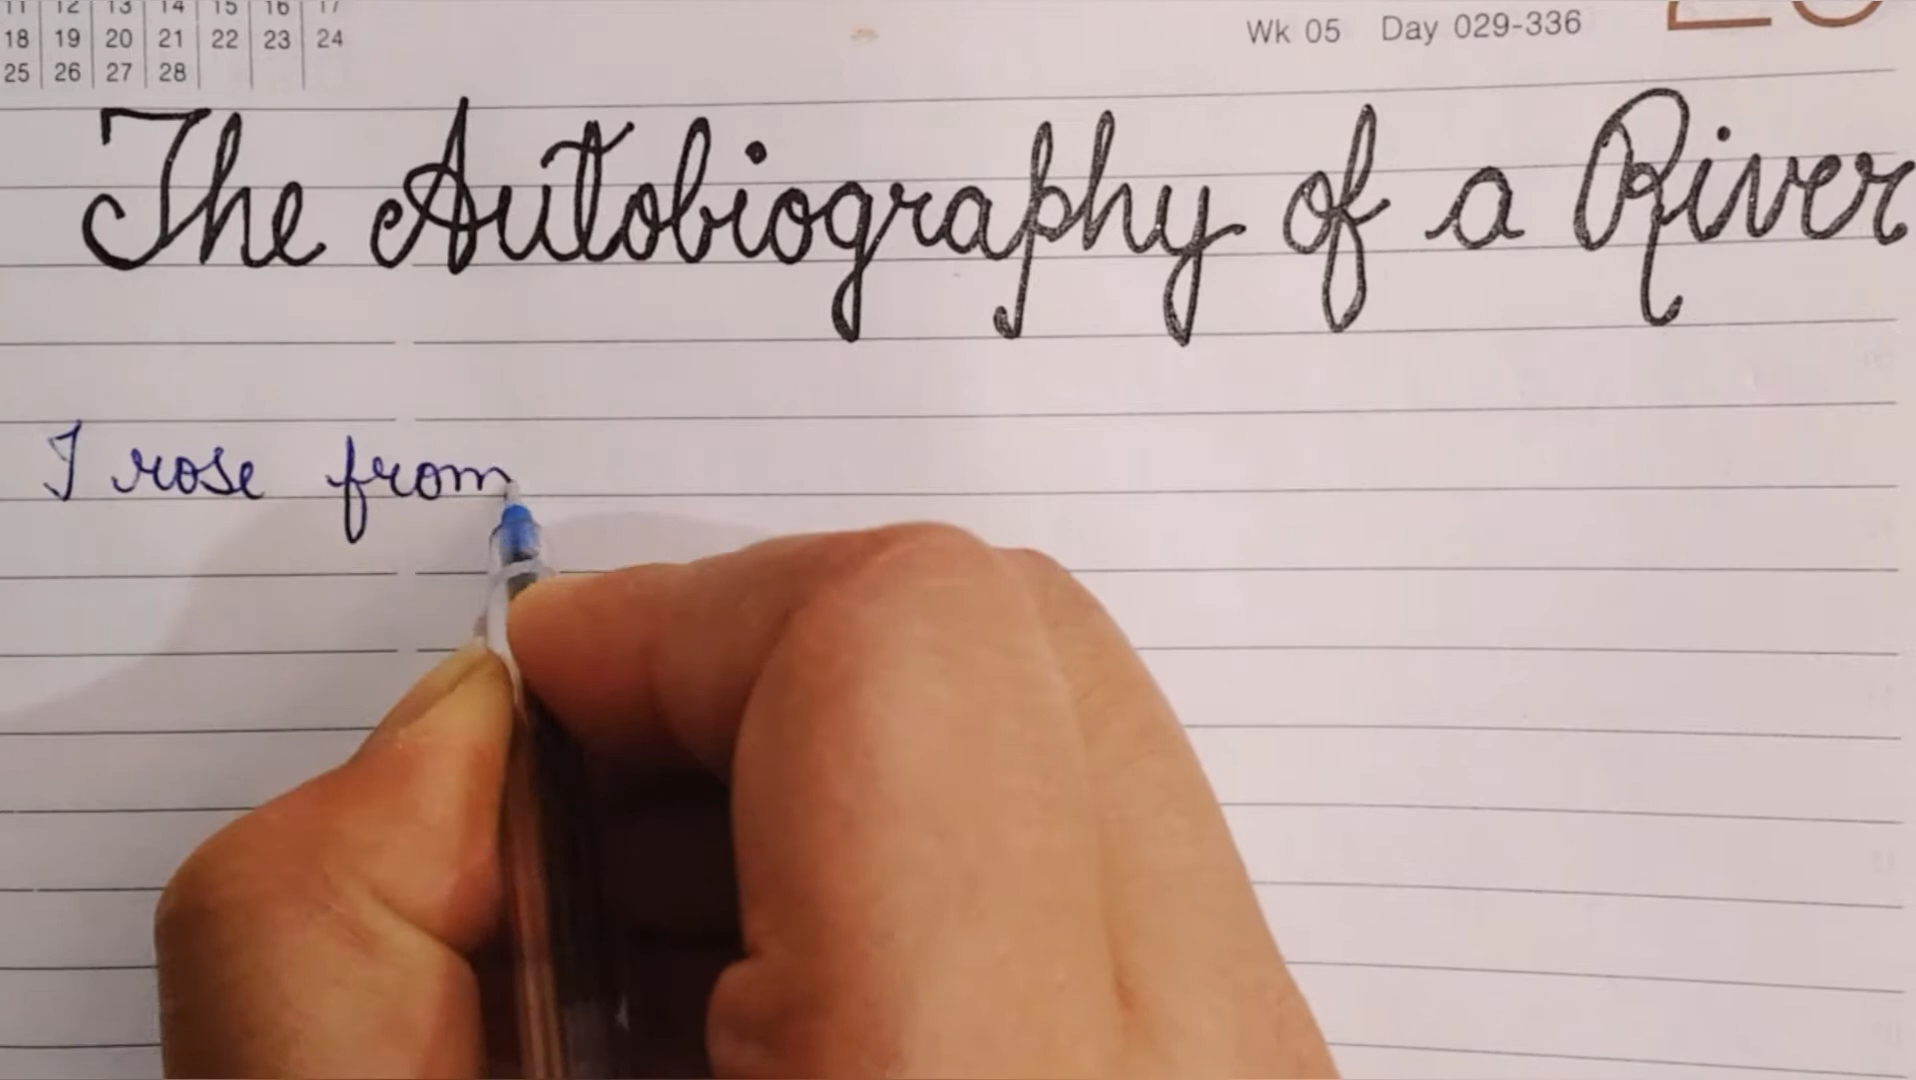 11 12 13 14 15 16 17
Wk 05 Day 029-336
18 19 20 21 22 23 24
25 26 27 28
The Autobiography of a River
I rose from